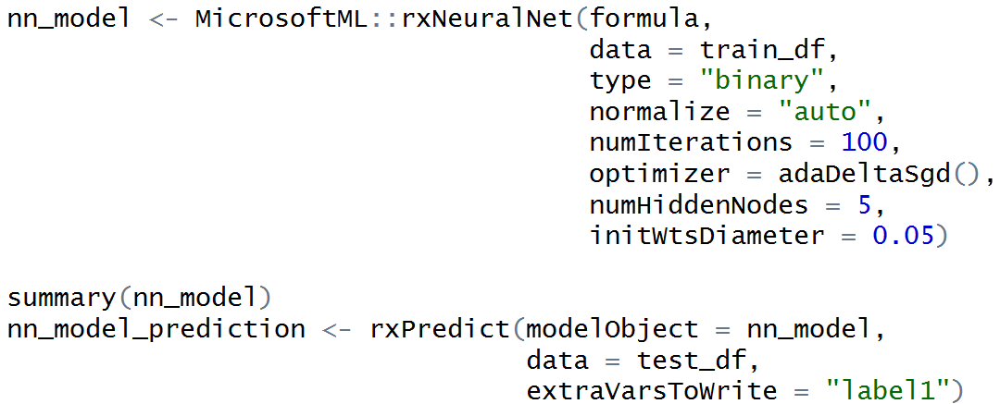 nn_model <- MicrosoftML::rxNeuralNet(formula,
data = train_df,
type = "binary",
normalize = "auto",
numIterations = 100,
optimizer = adaDeltaSgd(),
numHiddenNodes = 5,
initWtsDiameter = 0.05)
summary(nn_model)
nn_model_prediction <- rxPredict(modelObject = nn_model,
data = test_df,
extraVarsToWrite = "label1")